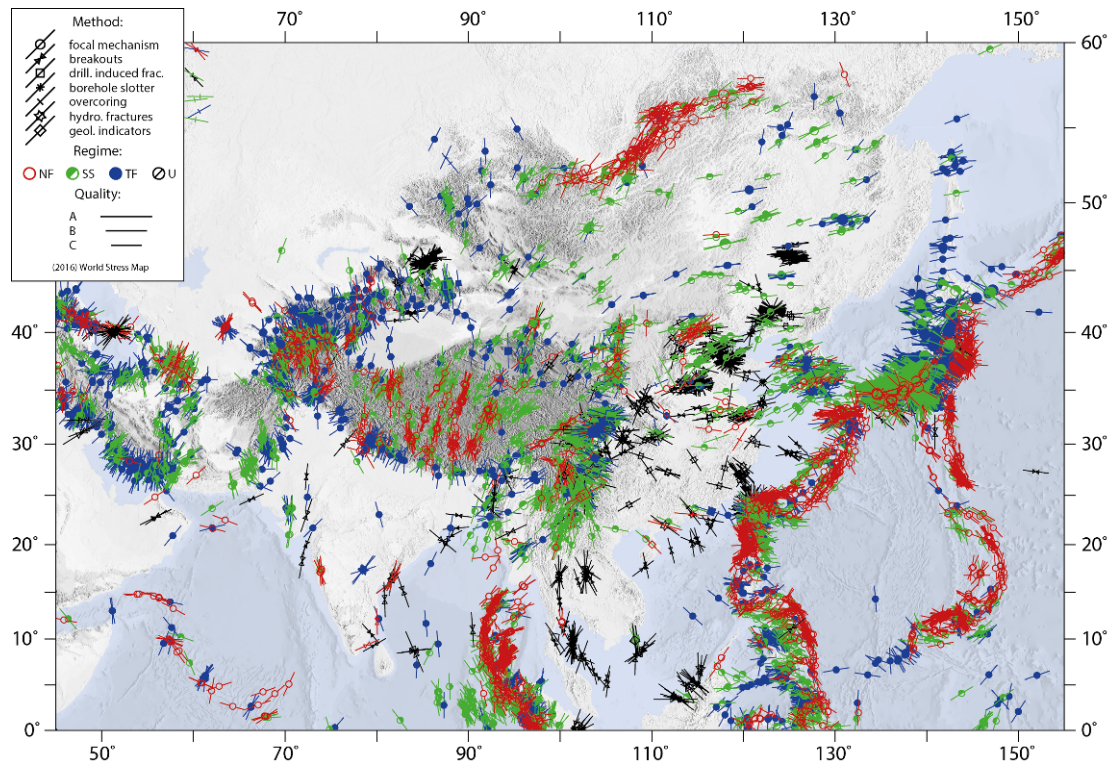 70° 90° 110° 130° 150°
Method:
focal mechanism
breakouts
drill. induced frac.
borehole slotter
overcoring
hydro. fractures
geol. indicators
Regime:
NF SS TF U
Quality:
A
B
C
(2016) World Stress Map
60°
50°
40° 40°
30° 30°
20° 20°
10° 10°
0° 0°
50° 70° 90° 110° 130° 150°